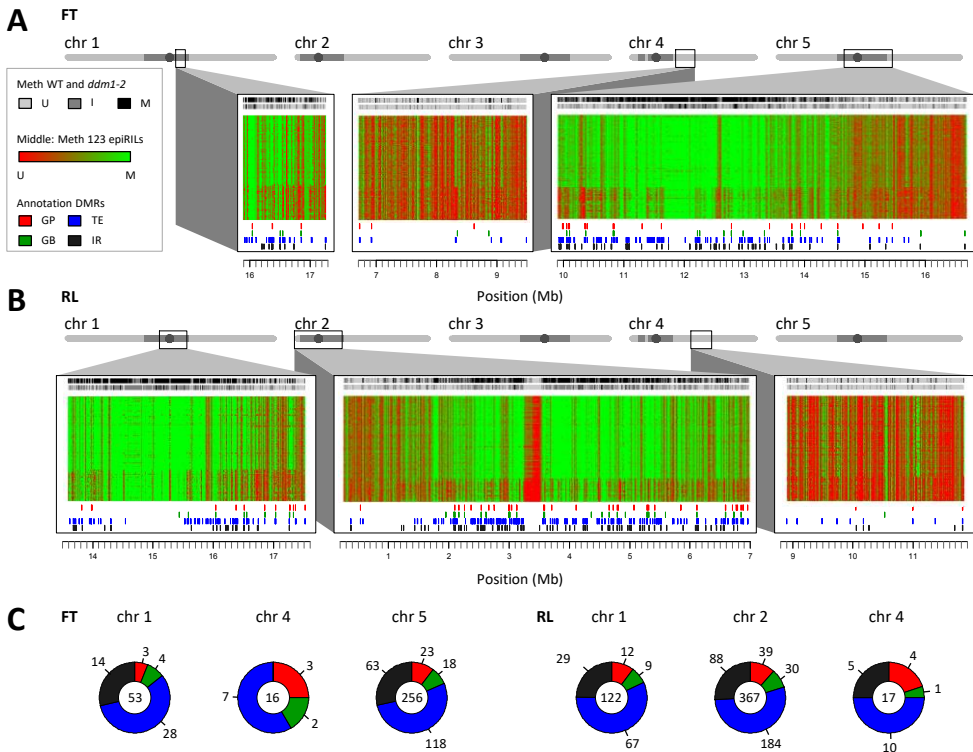 A
FT
chr 1
chr 2
chr 3
chr 4
chr 5
Meth WT and ddm1-2
U I M
Middle: Meth 123 epiRILs
U M
Annotation DMRs
GP TE
GB IR
16 17
7 8 9
10 11 12 13 14 15 16
Position (Mb)
B
RL
chr 1
chr 2
chr 3
chr 4
chr 5
14 15 16 17
1 2 3 4 5 6 7
9 10 11
Position (Mb)
C
FT
chr 1
chr 4
chr 5
RL
chr 1
chr 2
chr 4
3
4
28
14
53
3
2
7
16
23
18
118
63
256
12
9
67
29
122
39
30
184
88
367
4
1
10
5
17